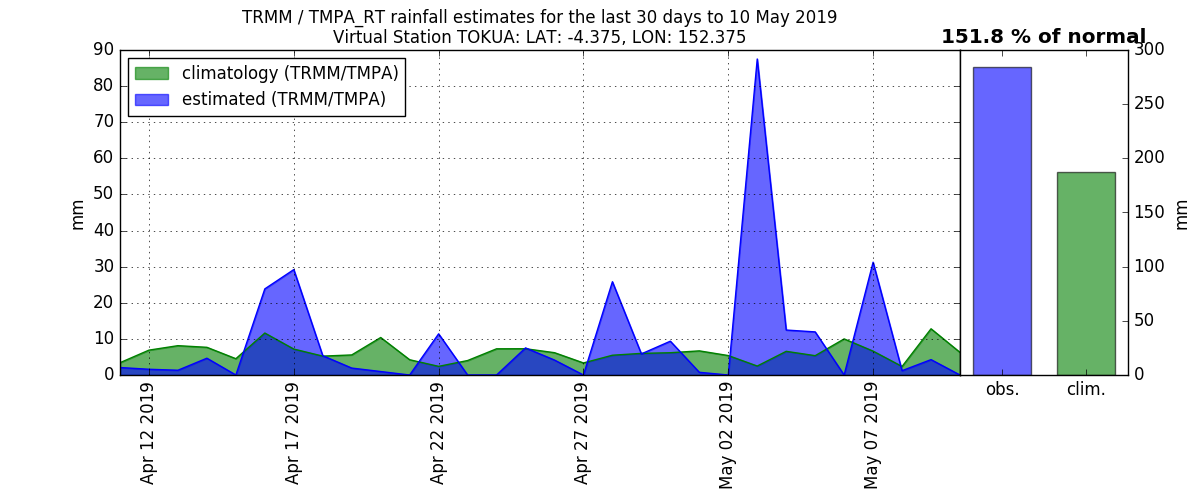 TRMM / TMPA_RT rainfall estimates for the last 30 days to 10 May 2019
Virtual Station TOKUA: LAT: -4.375, LON: 152.375
151.8 % of normal
climatology (TRMM/TMPA)
estimated (TRMM/TMPA)
mm
90
80
70
60
50
40
30
20
10
0
Apr 12 2019
Apr 17 2019
Apr 22 2019
Apr 27 2019
May 02 2019
May 07 2019
obs.
clim.
300
250
200
150
100
50
0
mm